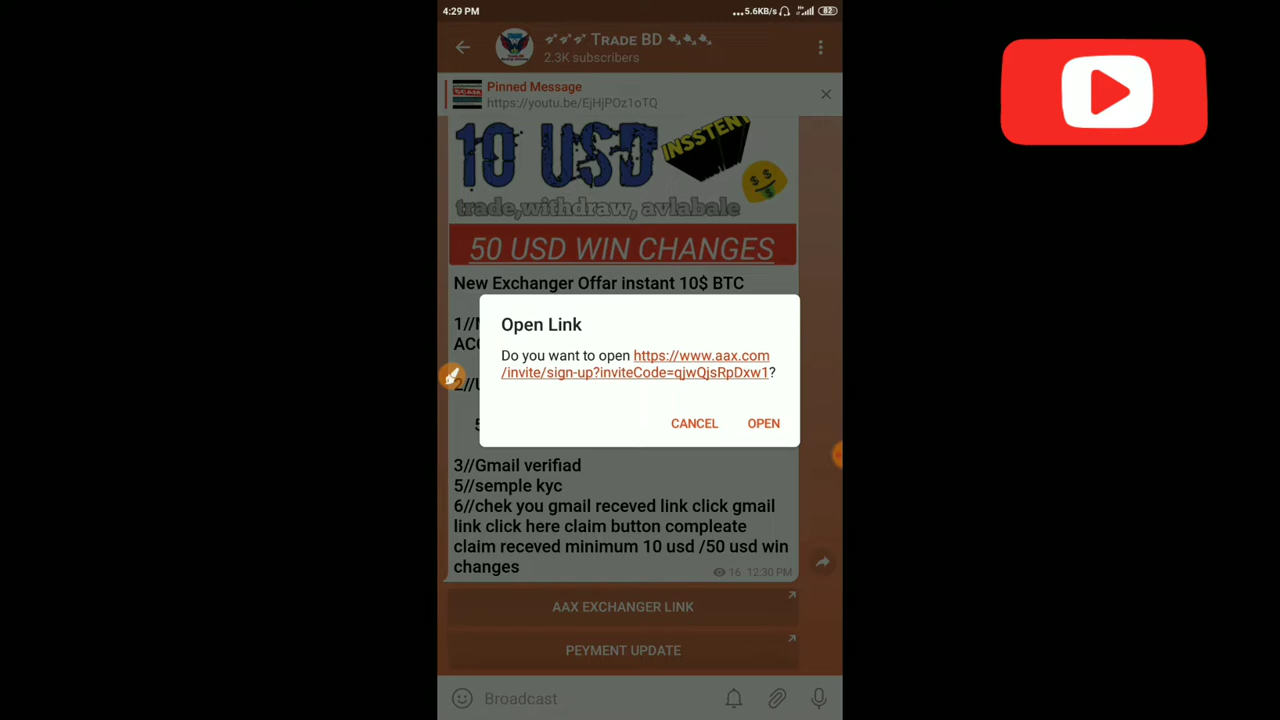 4:29 PM
...5.6KB/s
82
Trade BD
2.3K subscribers
Pinned Message
https://youtu.be/EjHjPOz1oTQ
10 USD INSSTENT
trade,withdraw, avlabale
50 USD WIN CHANGES
New Exchanger Offar instant 10$ BTC
Open Link
Do you want to open https://www.aax.com
/invite/sign-up?inviteCode=qjwQjsRpDxw1?
CANCEL OPEN
3//Gmail verifiad
5//semple kyc
6//chek you gmail receved link click gmail
link click here claim button compleate
claim receved minimum 10 usd /50 usd win
changes
16 12:30 PM
AAX EXCHANGER LINK
PEYMENT UPDATE
Broadcast